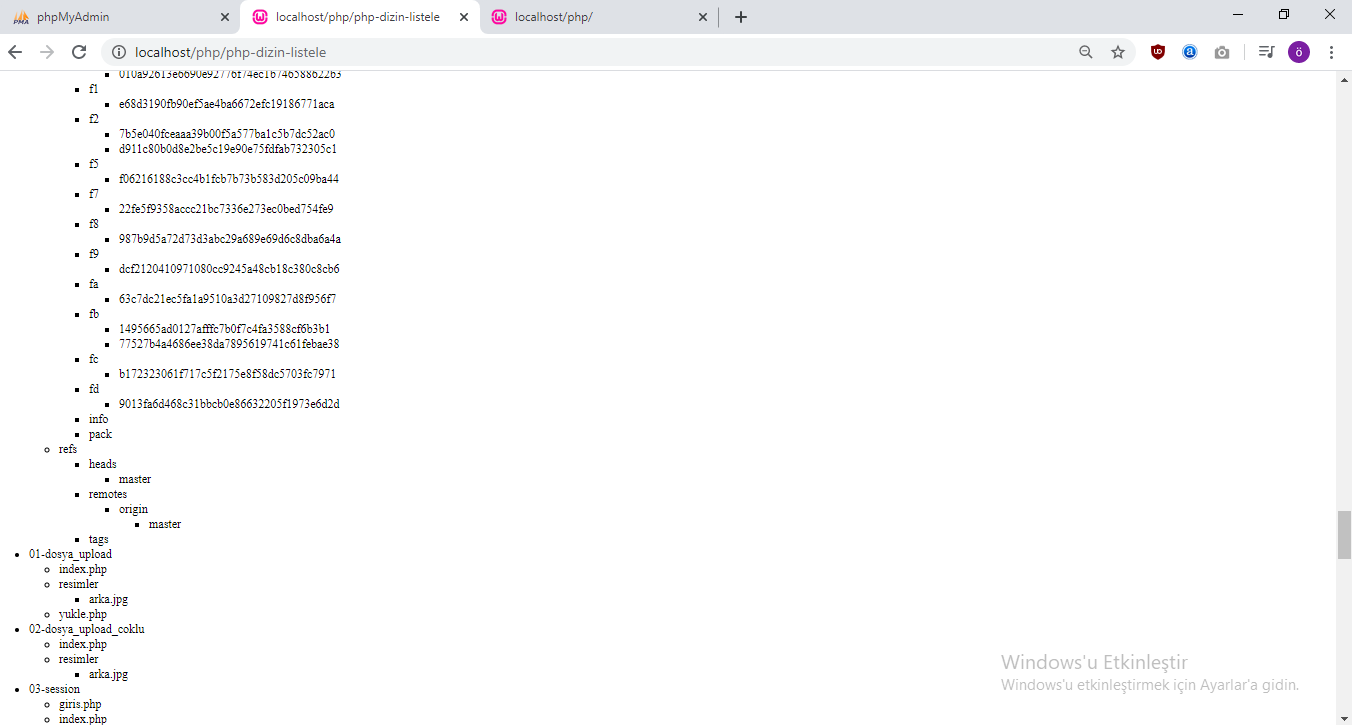 phpMyAdmin
localhost/php/php-dizin-listele
localhost/php/
localhost/php/php-dizin-listele
010a92613e6690e92776f74ec1b74658862263
f1
e68d3190fb90ef5ae4ba6672efc19186771aca
f2
7b5e040fceaaa39b00f5a577ba1c5b7dc52ac0
d911c80b0d8e2be5c19e90e75fdfab732305c1
f5
f06216188c3cc4b1fcb7b73b583d205c09ba44
f7
22fe5f9358accc21bc7336e273ec0bed754fe9
f8
987b9d5a72d73d3abc29a689e69d6c8dba6a4a
f9
dcf2120410971080cc9245a48cb18c380c8cb6
fa
63c7dc21ec5fa1a9510a3d27109827d8f956f7
fb
1495665ad0127afffc7b0f7c4fa3588cf6b3b1
77527b4a4686ee38da7895619741c61febae38
fc
b172323061f717c5f2175e8f58dc5703fc7971
fd
9013fa6d468c31bbcb0e86632205f1973e6d2d
info
pack
refs
heads
master
remotes
origin
master
tags
01-dosya_upload
index.php
resimler
arka.jpg
yukle.php
02-dosya_upload_coklu
index.php
resimler
arka.jpg
03-session
giris.php
index.php
Windows'u Etkinleştir
Windows'u etkinleştirmek için Ayarlar'a gidin.